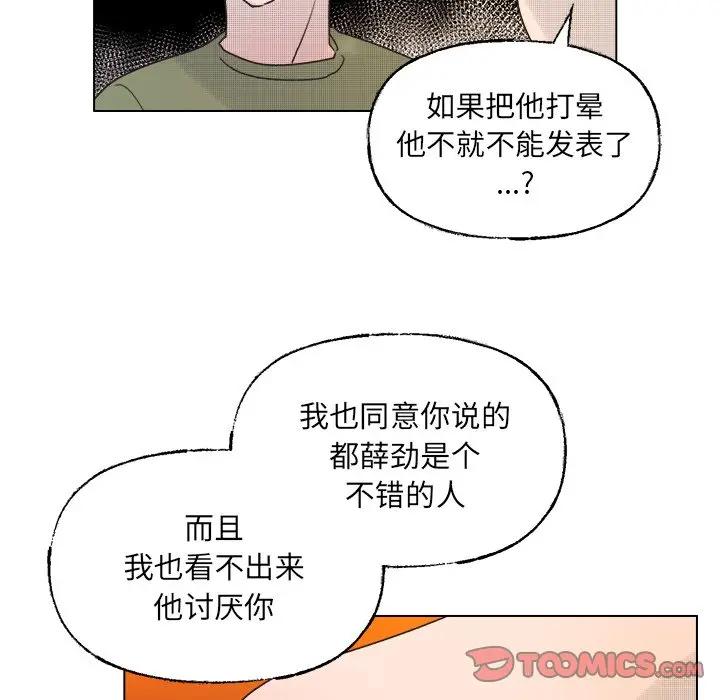 如果把他打晕
他不就不能发表了
...?
我也同意你说的
都薛劲是个
不错的人
而且
我也看不出来
他讨厌你
TOOMICS.COM